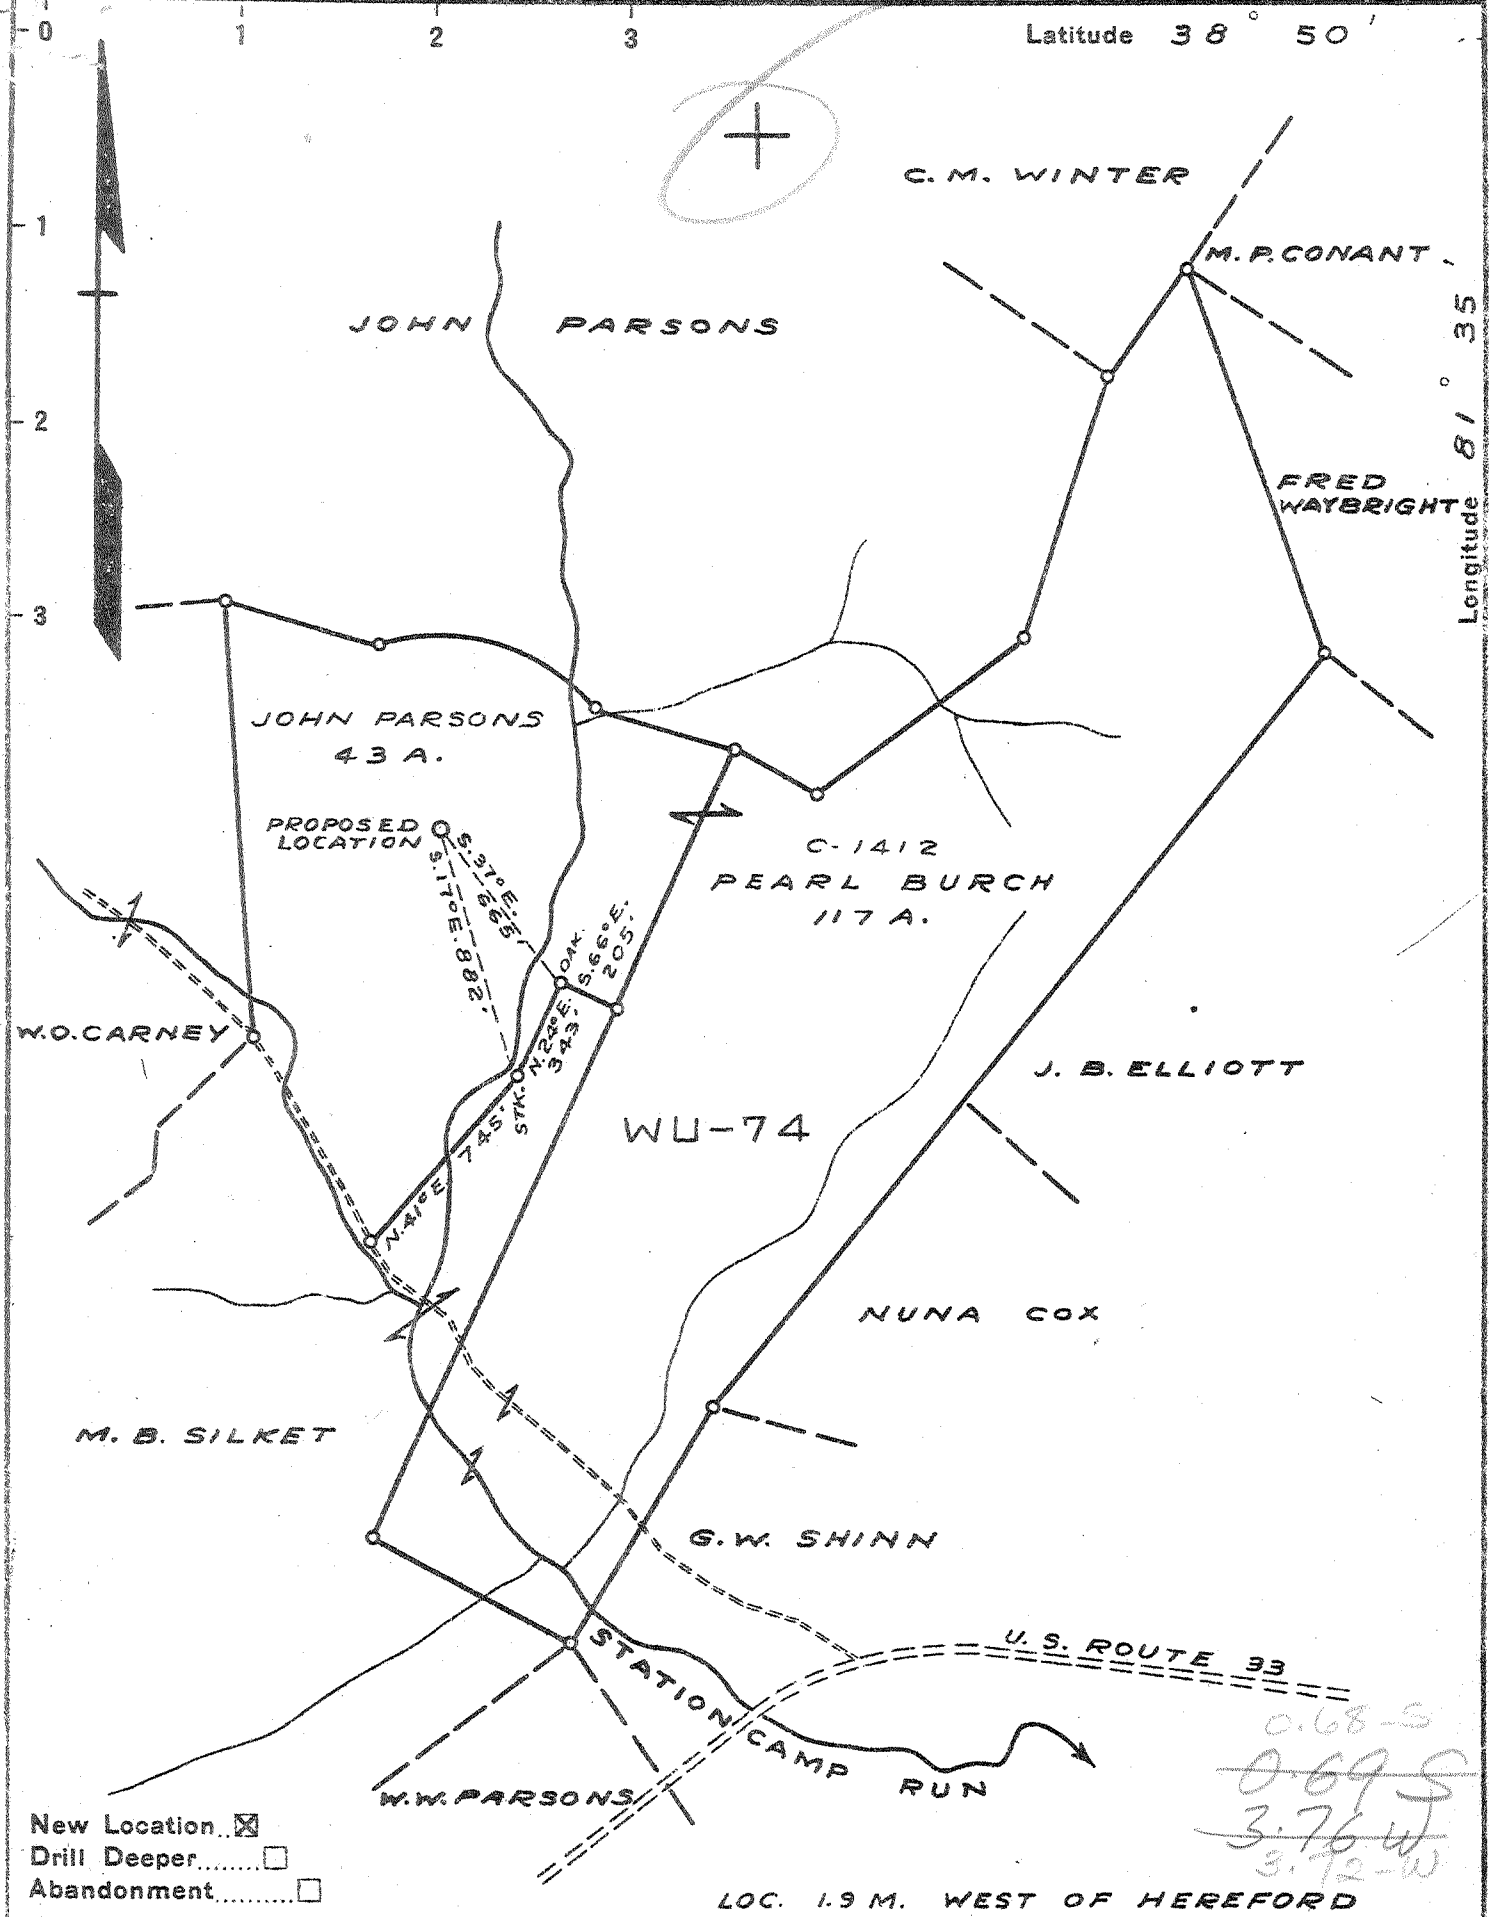 0 1 2 3 Latitude 38° 50'
C. M. WINTER
1
M. P. CONANT
JOHN PARSONS
Longitude 81° 35
2
FRED
WAYBRIGHT
3
JOHN PARSONS
43 A.
PROPOSED
LOCATION
S.37°E.
665'
S.17°E. 882'
C-1412
PEARL BURCH
117 A.
OAK.
S.66°E.
205'
N.24°E.
343'
W.O. CARNEY
STK.
J. B. ELLIOTT
WU-74
N.41°E. 745'
NUNA COX
M. B. SILKET
G.W. SHINN
U. S. ROUTE 33
STATION CAMP RUN
W.W. PARSONS
0.68-S
0.69 S
3.76 W
3.72-W
New Location..☒
Drill Deeper........☐
Abandonment..........☐
LOC. 1.9 M. WEST OF HEREFORD